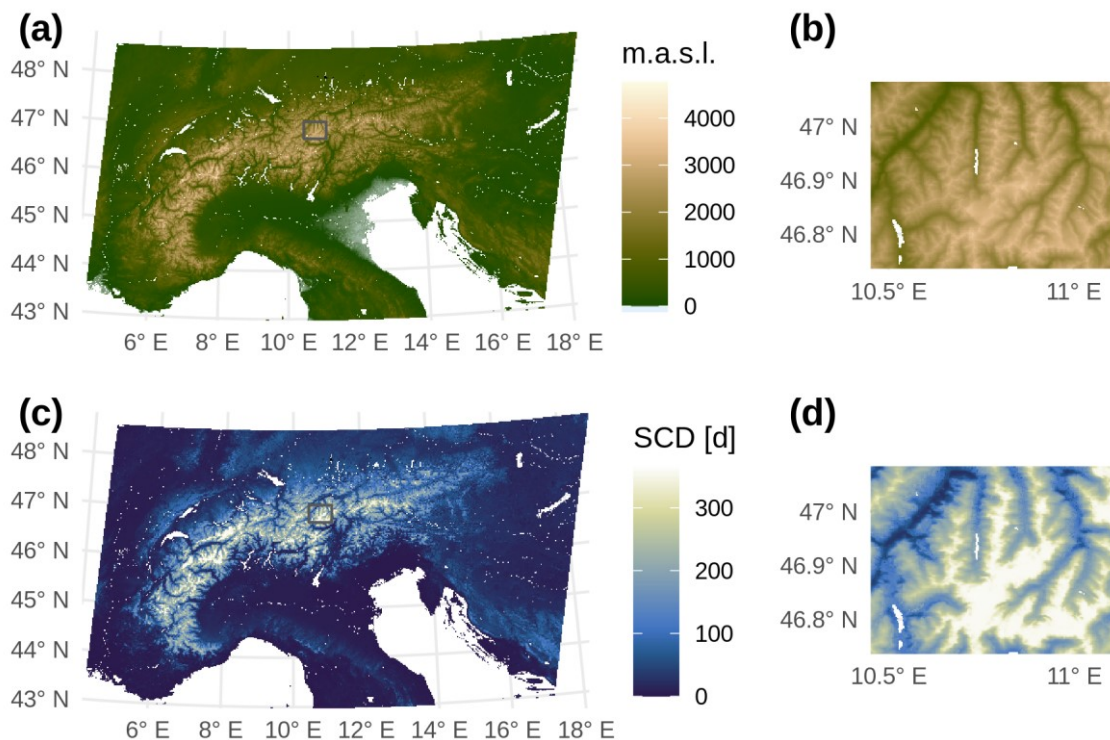 (a)
48° N
47° N
46° N
45° N
44° N
43° N
6° E 8° E 10° E 12° E 14° E 16° E 18° E
m.a.s.l.
4000
3000
2000
1000
0
(b)
47° N
46.9° N
46.8° N
10.5° E 11° E
(c)
48° N
47° N
46° N
45° N
44° N
43° N
6° E 8° E 10° E 12° E 14° E 16° E 18° E
SCD [d]
300
200
100
0
(d)
47° N
46.9° N
46.8° N
10.5° E 11° E